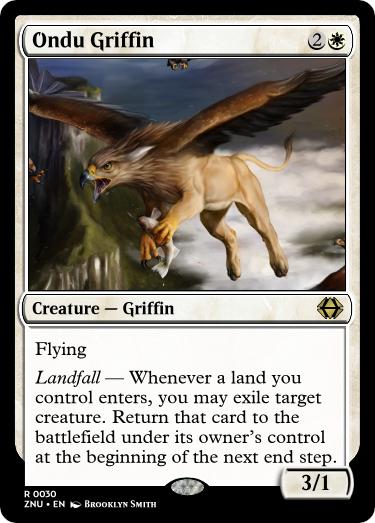 Ondu Griffin 2
Creature — Griffin
Flying
Landfall — Whenever a land you
control enters, you may exile target
creature. Return that card to the
battlefield under its owner's control
at the beginning of the next end step.
3/1
R 0030
ZNU • EN Brooklyn Smith